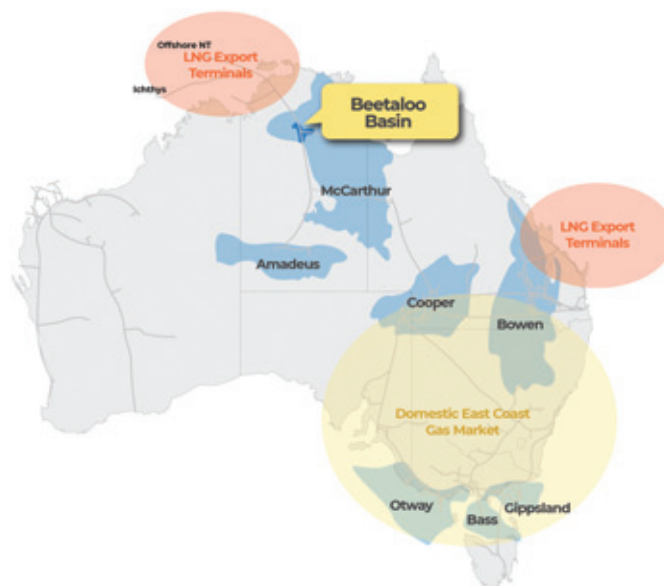 Offshore NT
LNG Export
Terminals
Ichthys
Beetaloo
Basin
McCarthur
LNG Export
Terminals
Amadeus
Cooper
Bowen
Domestic East Coast
Gas Market
Otway
Bass
Gippsland